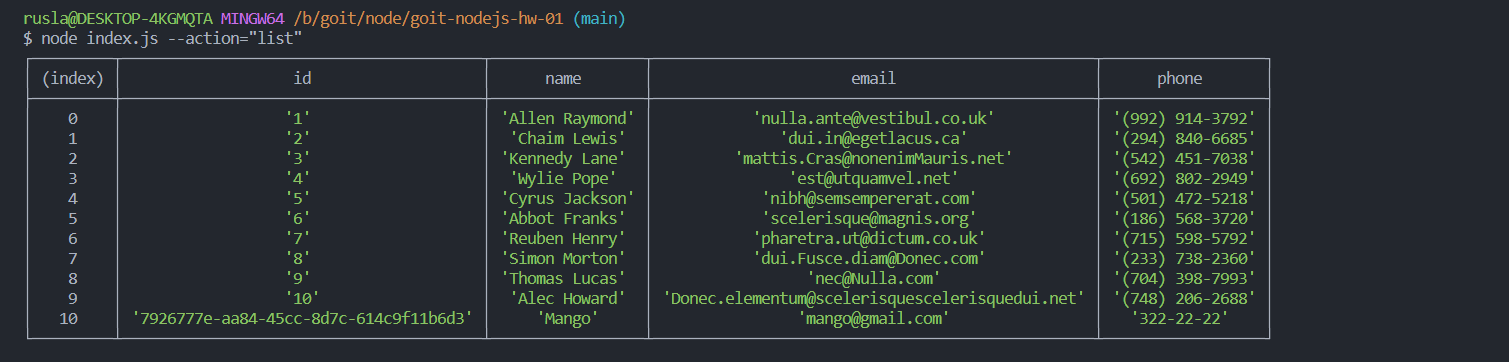 rusla@DESKTOP-4KGMQTA MINGW64 /b/goit/node/goit-nodejs-hw-01 (main)
$ node index.js --action="list"
(index) id name email phone
0 '1' 'Allen Raymond' 'nulla.ante@vestibul.co.uk' '(992) 914-3792'
1 '2' 'Chaim Lewis' 'dui.in@egetlacus.ca' '(294) 840-6685'
2 '3' 'Kennedy Lane' 'mattis.Cras@nonenimMauris.net' '(542) 451-7038'
3 '4' 'Wylie Pope' 'est@utquamvel.net' '(692) 802-2949'
4 '5' 'Cyrus Jackson' 'nibh@semsempererat.com' '(501) 472-5218'
5 '6' 'Abbot Franks' 'scelerisque@magnis.org' '(186) 568-3720'
6 '7' 'Reuben Henry' 'pharetra.ut@dictum.co.uk' '(715) 598-5792'
7 '8' 'Simon Morton' 'dui.Fusce.diam@Donec.com' '(233) 738-2360'
8 '9' 'Thomas Lucas' 'nec@Nulla.com' '(704) 398-7993'
9 '10' 'Alec Howard' 'Donec.elementum@scelerisquescelerisquedui.net' '(748) 206-2688'
10 '7926777e-aa84-45cc-8d7c-614c9f11b6d3' 'Mango' 'mango@gmail.com' '322-22-22'